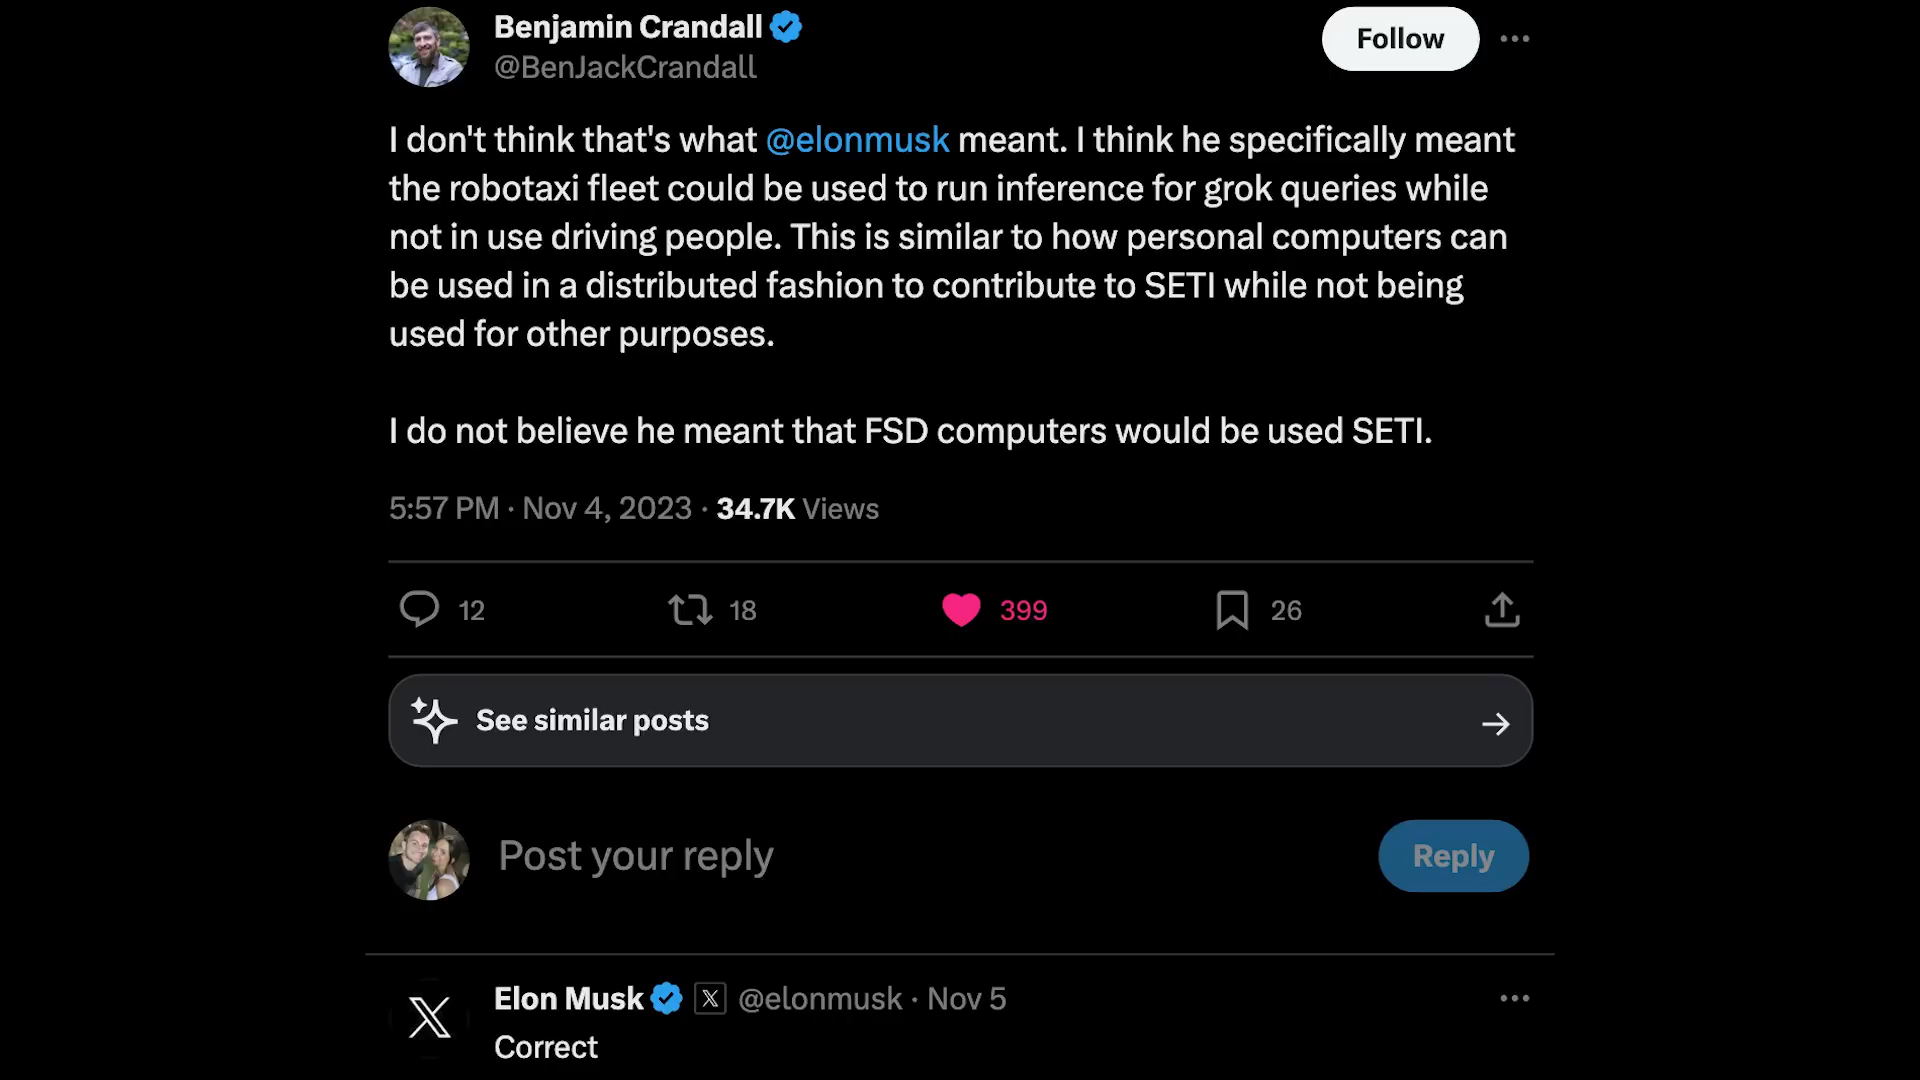 Benjamin Crandall
Follow
@BenJackCrandall
I don't think that's what @elonmusk meant. I think he specifically meant
the robotaxi fleet could be used to run inference for grok queries while
not in use driving people. This is similar to how personal computers can
be used in a distributed fashion to contribute to SETI while not being
used for other purposes.
I do not believe he meant that FSD computers would be used SETI.
5:57 PM · Nov 4, 2023 · 34.7K Views
12 18 399 26
See similar posts
Post your reply
Reply
Elon Musk @elonmusk · Nov 5
Correct